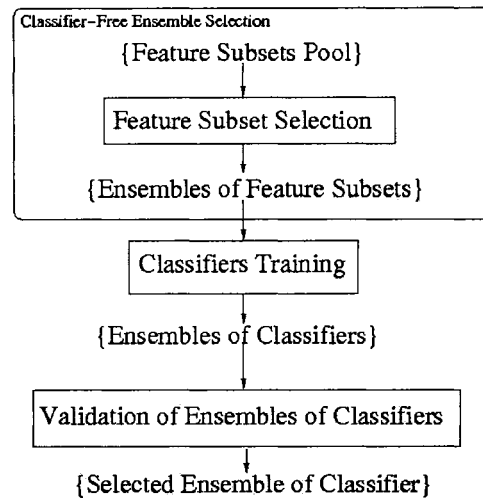 Classifier-Free Ensemble Selection
{Feature Subsets Pool}
Feature Subset Selection
{Ensembles of Feature Subsets}
Classifiers Training
{Ensembles of Classifiers}
Validation of Ensembles of Classifiers
{Selected Ensemble of Classifier}